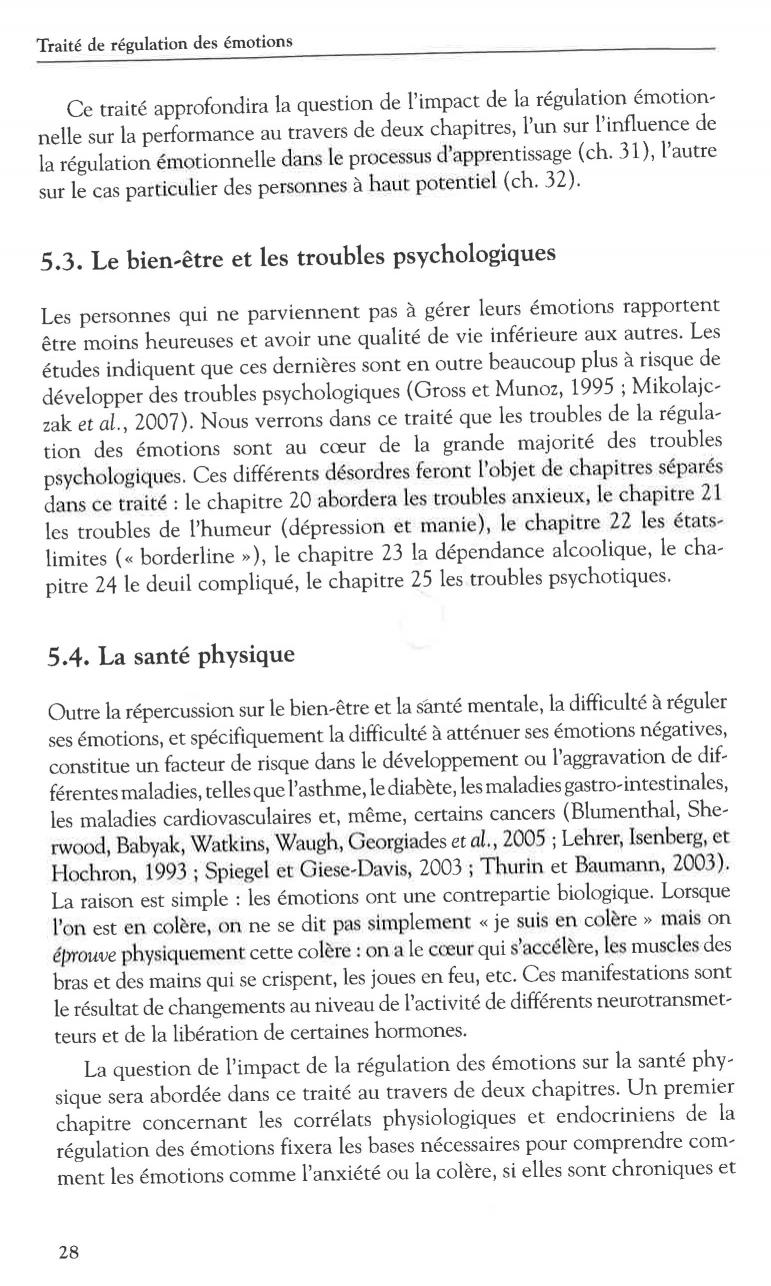 Traité de régulation des émotions
Ce traité approfondira la question de l'impact de la régulation émotion-
nelle sur la performance au travers de deux chapitres, l'un sur l'influence de
la régulation émotionnelle dans le processus d'apprentissage (ch. 31), l'autre
sur le cas particulier des personnes à haut potentiel (ch. 32).
5.3. Le bien-être et les troubles psychologiques
Les personnes qui ne parviennent pas à gérer leurs émotions rapportent
être moins heureuses et avoir une qualité de vie inférieure aux autres. Les
études indiquent que ces dernières sont en outre beaucoup plus à risque de
développer des troubles psychologiques (Gross et Munoz, 1995 ; Mikolajc-
zak et al., 2007). Nous verrons dans ce traité que les troubles de la régula-
tion des émotions sont au cœur de la grande majorité des troubles
psychologiques. Ces différents désordres feront l'objet de chapitres séparés
dans ce traité : le chapitre 20 abordera les troubles anxieux, le chapitre 21
les troubles de l'humeur (dépression et manie), le chapitre 22 les états-
limites (« borderline »), le chapitre 23 la dépendance alcoolique, le cha-
pitre 24 le deuil compliqué, le chapitre 25 les troubles psychotiques.
5.4. La santé physique
Outre la répercussion sur le bien-être et la santé mentale, la difficulté à réguler
ses émotions, et spécifiquement la difficulté à atténuer ses émotions négatives,
constitue un facteur de risque dans le développement ou l'aggravation de dif-
férentes maladies, telles que l'asthme, le diabète, les maladies gastro-intestinales,
les maladies cardiovasculaires et, même, certains cancers (Blumenthal, She-
rwood, Babyak, Watkins, Waugh, Georgiades et al., 2005 ; Lehrer, Isenberg, et
Hochron, 1993 ; Spiegel et Giese-Davis, 2003 ; Thurin et Baumann, 2003).
La raison est simple : les émotions ont une contrepartie biologique. Lorsque
l'on est en colère, on ne se dit pas simplement « je suis en colère » mais on
éprouve physiquement cette colère : on a le cœur qui s'accélère, les muscles des
bras et des mains qui se crispent, les joues en feu, etc. Ces manifestations sont
le résultat de changements au niveau de l'activité de différents neurotransmet-
teurs et de la libération de certaines hormones.
La question de l'impact de la régulation des émotions sur la santé phy-
sique sera abordée dans ce traité au travers de deux chapitres. Un premier
chapitre concernant les corrélats physiologiques et endocriniens de la
régulation des émotions fixera les bases nécessaires pour comprendre com-
ment les émotions comme l'anxiété ou la colère, si elles sont chroniques et
28